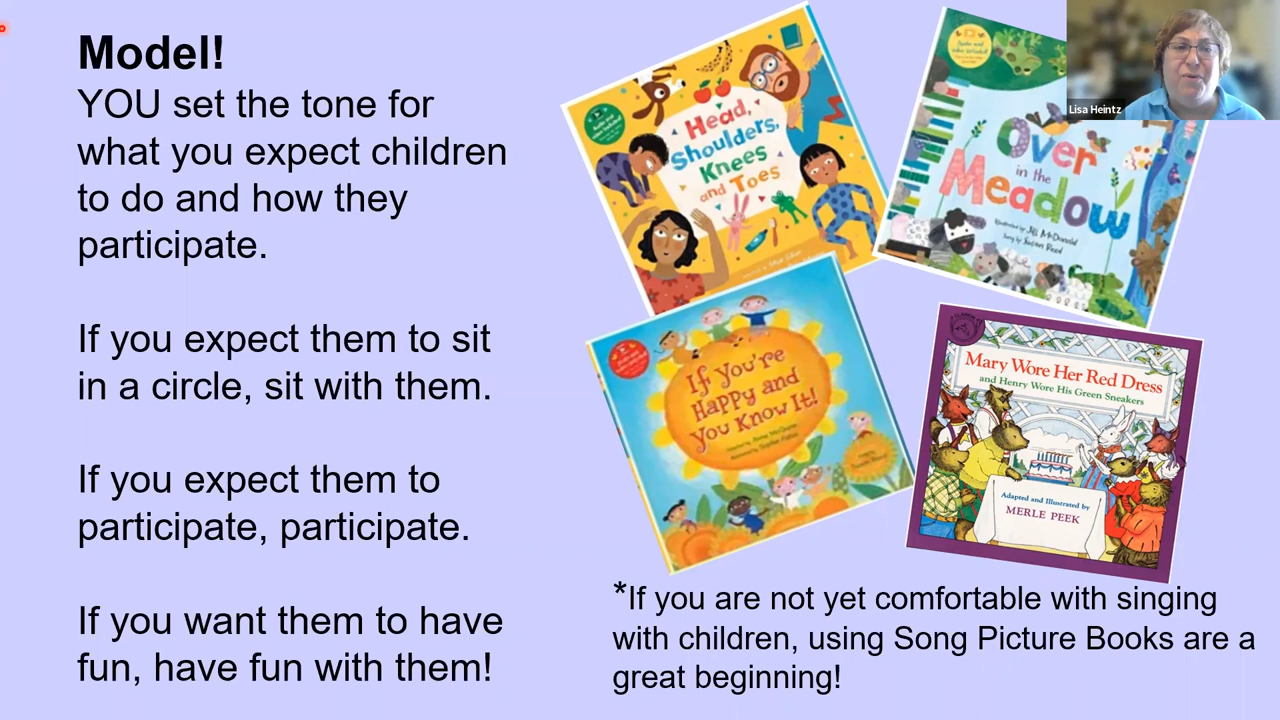 Model!
YOU set the tone for
what you expect children
to do and how they
participate.
If you expect them to sit
in a circle, sit with them.
If you expect them to
participate, participate.
If you want them to have
fun, have fun with them!
Head,
Shoulders,
Knees
and Toes
Over
in the
Meadow
Illustrated by Jill McDonald
Sung by Susan Reed
Lisa Heintz
If You're
Happy and
You Know It!
Mary Wore Her Red Dress
and Henry Wore His Green Sneakers
Adapted and Illustrated by
MERLE PEEK
*If you are not yet comfortable with singing
with children, using Song Picture Books are a
great beginning!